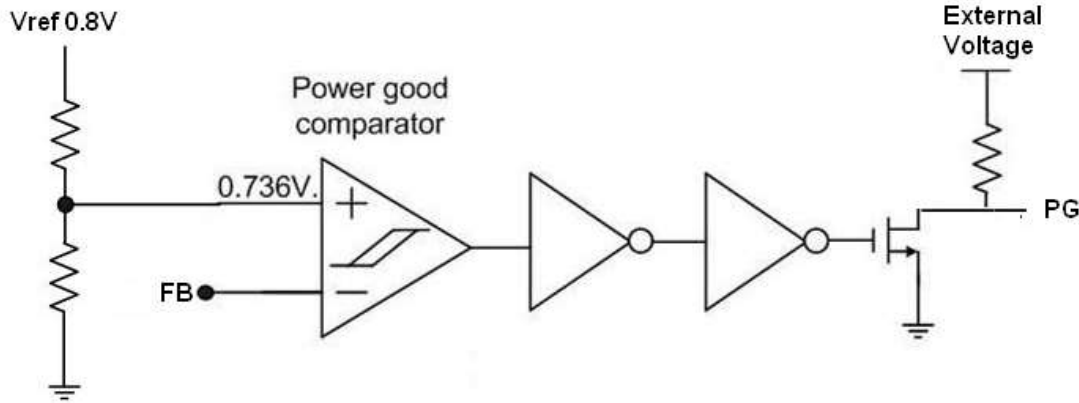 Vref 0.8V
External
Voltage
Power good
comparator
0.736V.
+
−
FB
PG